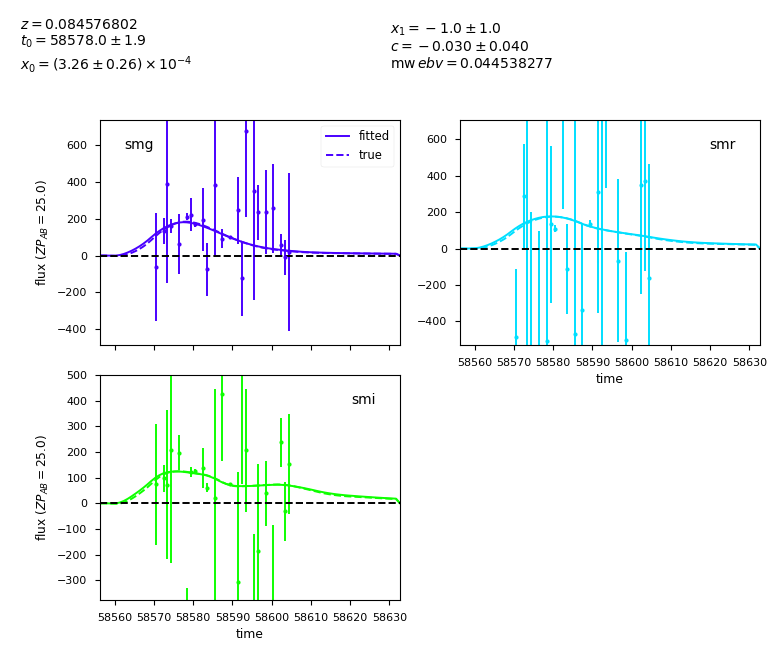 z = 0.084576802
t₀ = 58578.0 ± 1.9
x₀ = (3.26 ± 0.26) × 10⁻⁴
x₁ = −1.0 ± 1.0
c = −0.030 ± 0.040
mwebv = 0.044538277
smg
fitted
true
600
400
200
0
−200
−400
flux (ZP_AB = 25.0)
smr
600
400
200
0
−200
−400
58560 58570 58580 58590 58600 58610 58620 58630
time
smi
500
400
300
200
100
0
−100
−200
−300
flux (ZP_AB = 25.0)
58560 58570 58580 58590 58600 58610 58620 58630
time